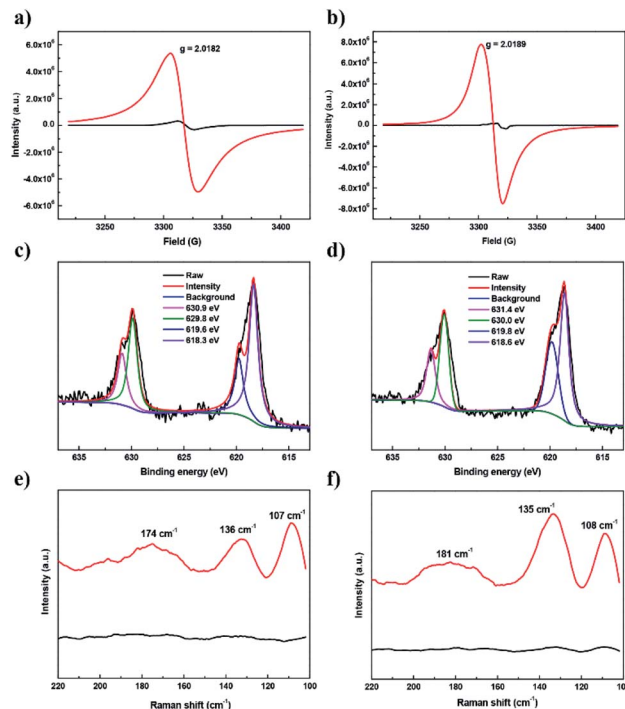 a)
b)
g = 2.0182
g = 2.0189
6.0x10⁶
4.0x10⁶
2.0x10⁶
0.0
-2.0x10⁶
-4.0x10⁶
-6.0x10⁶
Intensity (a.u.)
3250 3300 3350 3400
Field (G)
8.0x10⁶
6.0x10⁶
4.0x10⁶
2.0x10⁶
0.0
-2.0x10⁶
-4.0x10⁶
-6.0x10⁶
-8.0x10⁶
Intensity (a.u.)
3250 3300 3350 3400
Field (G)
c)
Raw
Intensity
Background
630.9 eV
629.8 eV
619.6 eV
618.3 eV
Intensity (a.u.)
635 630 625 620 615
Binding energy (eV)
d)
Raw
Intensity
Background
631.4 eV
630.0 eV
619.8 eV
618.6 eV
Intensity (a.u.)
635 630 625 620 615
Binding energy (eV)
e)
174 cm⁻¹
136 cm⁻¹
107 cm⁻¹
Intensity (a.u.)
220 200 180 160 140 120 100
Raman shift (cm⁻¹)
f)
181 cm⁻¹
135 cm⁻¹
108 cm⁻¹
Intensity (a.u.)
220 200 180 160 140 120 100
Raman shift (cm⁻¹)